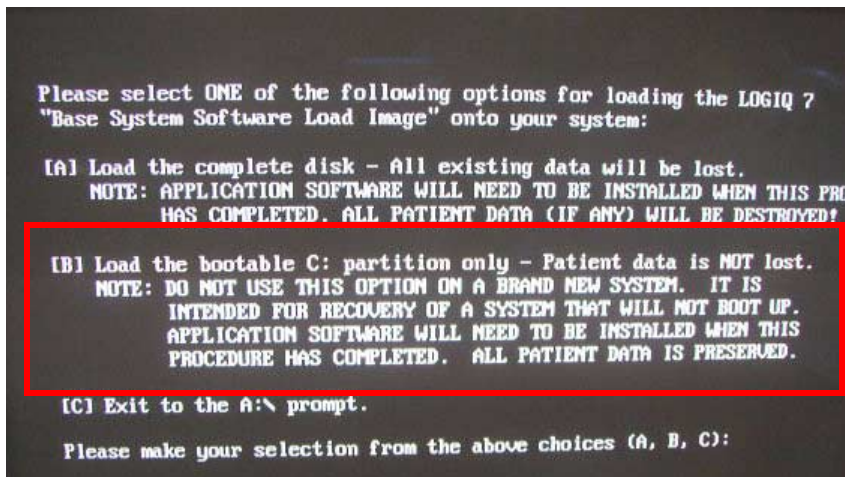 Please select ONE of the following options for loading the LOGIQ 7
"Base System Software Load Image" onto your system:
[A] Load the complete disk - All existing data will be lost.
NOTE: APPLICATION SOFTWARE WILL NEED TO BE INSTALLED WHEN THIS PRO
HAS COMPLETED. ALL PATIENT DATA (IF ANY) WILL BE DESTROYED!
[B] Load the bootable C: partition only - Patient data is NOT lost.
NOTE: DO NOT USE THIS OPTION ON A BRAND NEW SYSTEM. IT IS
INTENDED FOR RECOVERY OF A SYSTEM THAT WILL NOT BOOT UP.
APPLICATION SOFTWARE WILL NEED TO BE INSTALLED WHEN THIS
PROCEDURE HAS COMPLETED. ALL PATIENT DATA IS PRESERVED.
[C] Exit to the A:\ prompt.
Please make your selection from the above choices (A, B, C):